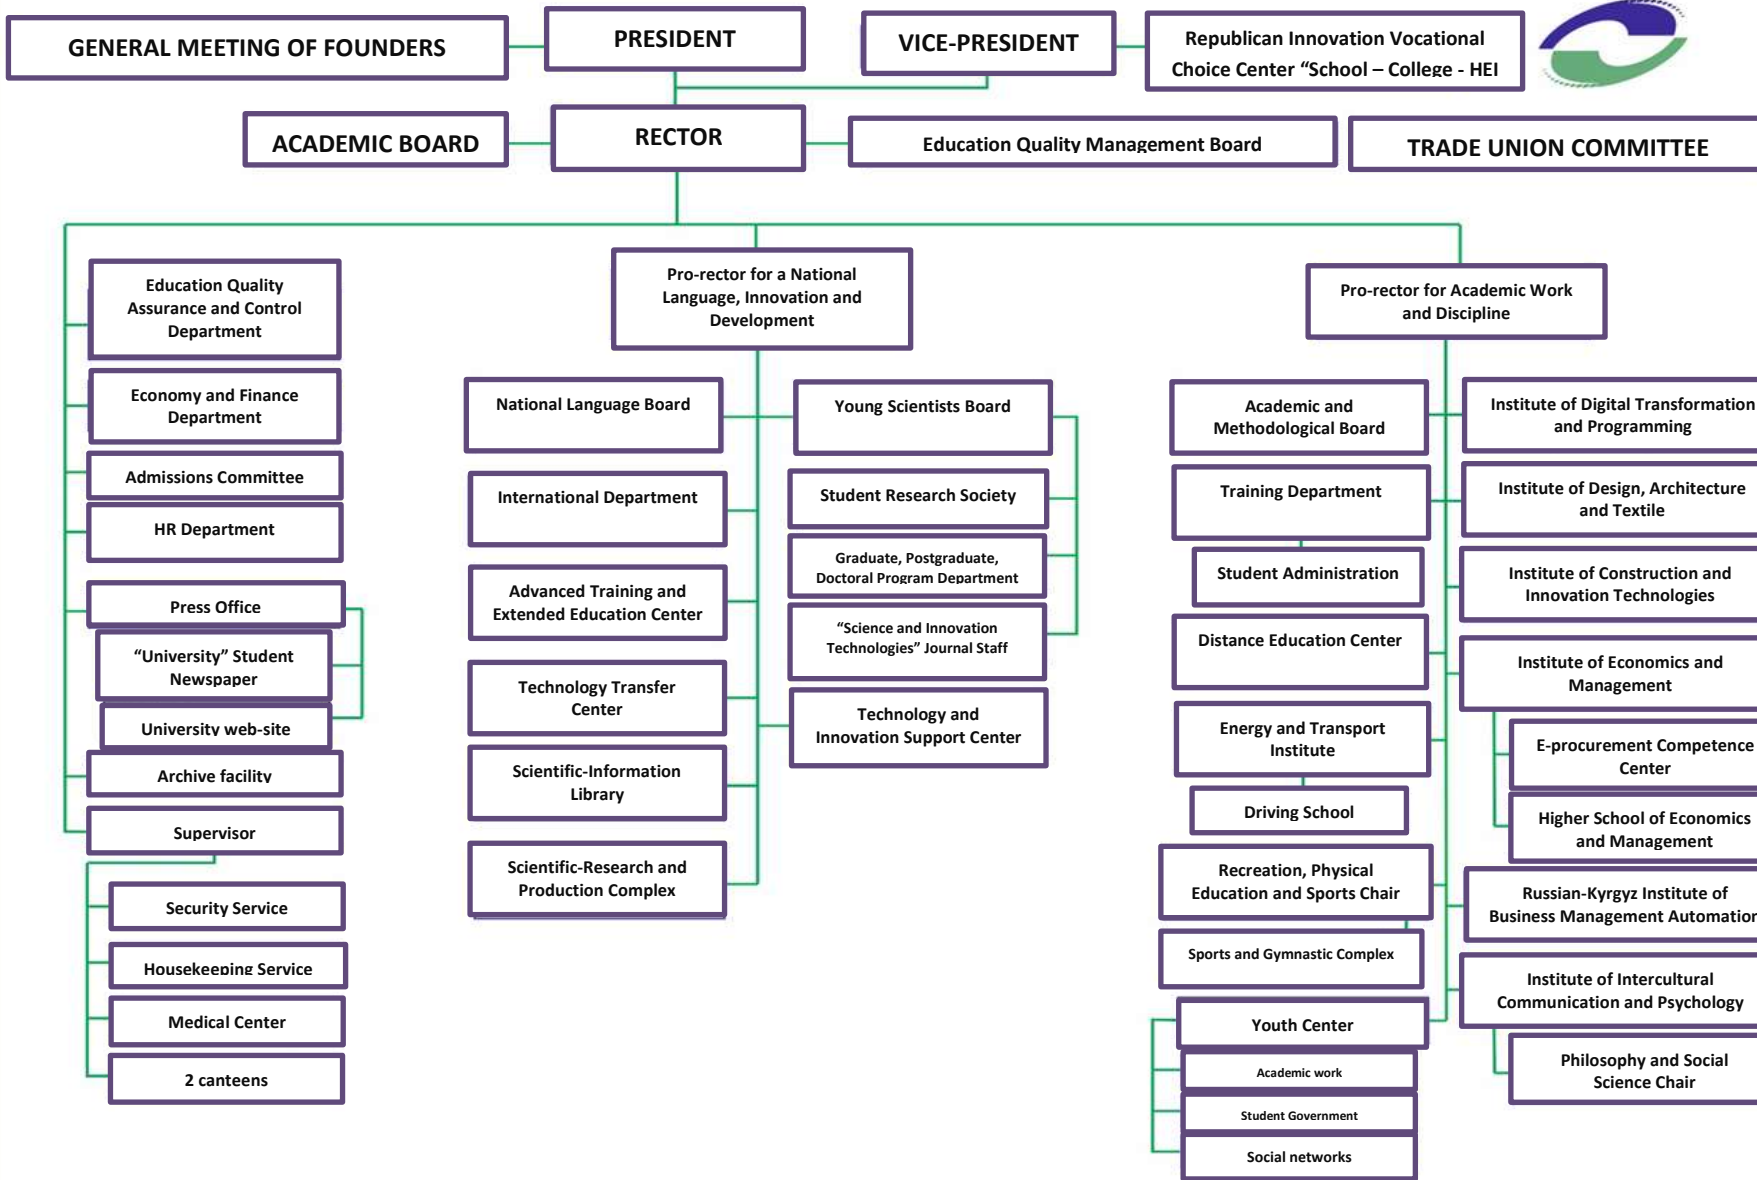 GENERAL MEETING OF FOUNDERS
PRESIDENT
VICE-PRESIDENT
Republican Innovation Vocational
Choice Center “School – College - HEI
ACADEMIC BOARD
RECTOR
Education Quality Management Board
TRADE UNION COMMITTEE
Education Quality
Assurance and Control
Department
Economy and Finance
Department
Admissions Committee
HR Department
Press Office
“University” Student
Newspaper
University web-site
Archive facility
Supervisor
Security Service
Housekeeping Service
Medical Center
2 canteens
Pro-rector for a National
Language, Innovation and
Development
National Language Board
International Department
Advanced Training and
Extended Education Center
Technology Transfer
Center
Scientific-Information
Library
Scientific-Research and
Production Complex
Young Scientists Board
Student Research Society
Graduate, Postgraduate,
Doctoral Program Department
“Science and Innovation
Technologies” Journal Staff
Technology and
Innovation Support Center
Pro-rector for Academic Work
and Discipline
Academic and
Methodological Board
Training Department
Student Administration
Distance Education Center
Energy and Transport
Institute
Driving School
Recreation, Physical
Education and Sports Chair
Sports and Gymnastic Complex
Youth Center
Academic work
Student Government
Social networks
Institute of Digital Transformation
and Programming
Institute of Design, Architecture
and Textile
Institute of Construction and
Innovation Technologies
Institute of Economics and
Management
E-procurement Competence
Center
Higher School of Economics
and Management
Russian-Kyrgyz Institute of
Business Management Automation
Institute of Intercultural
Communication and Psychology
Philosophy and Social
Science Chair